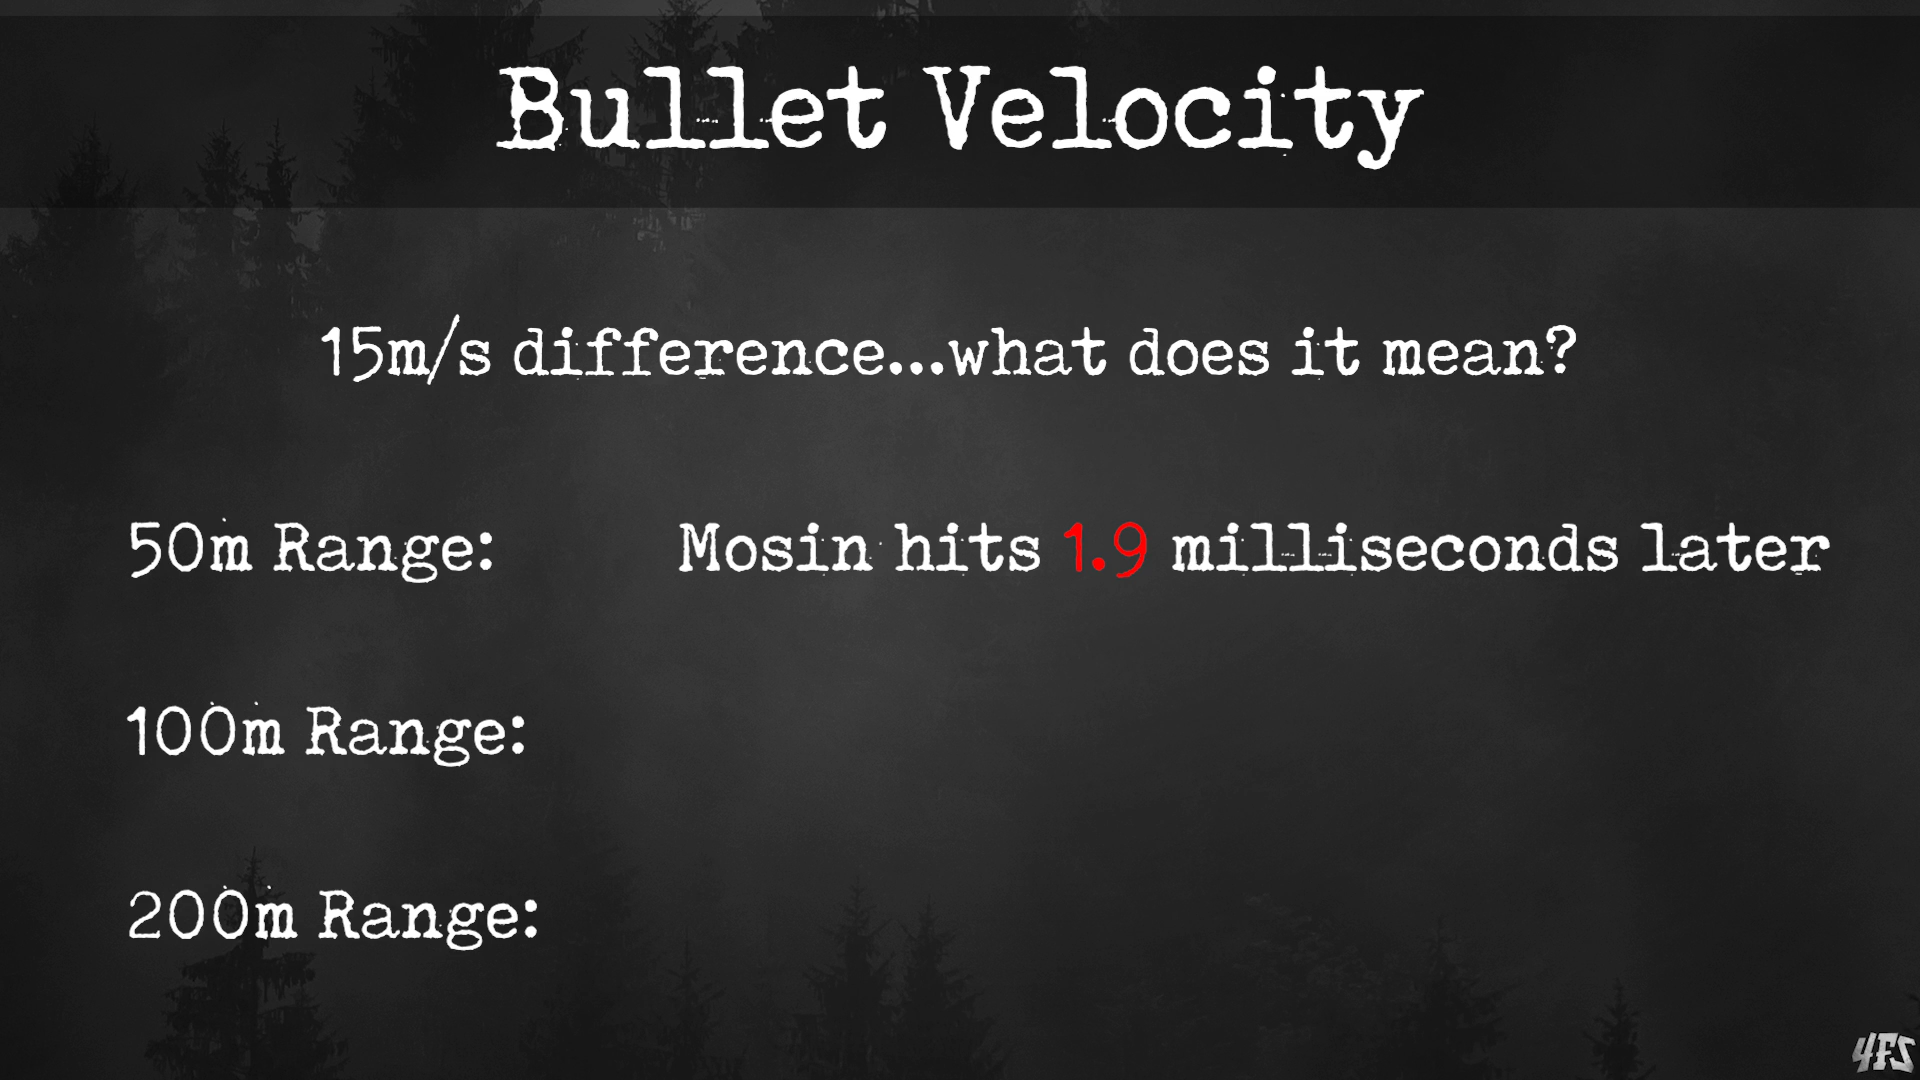 Bullet Velocity
15m/s difference...what does it mean?
50m Range: Mosin hits 1.9 milliseconds later
100m Range:
200m Range:
4FS